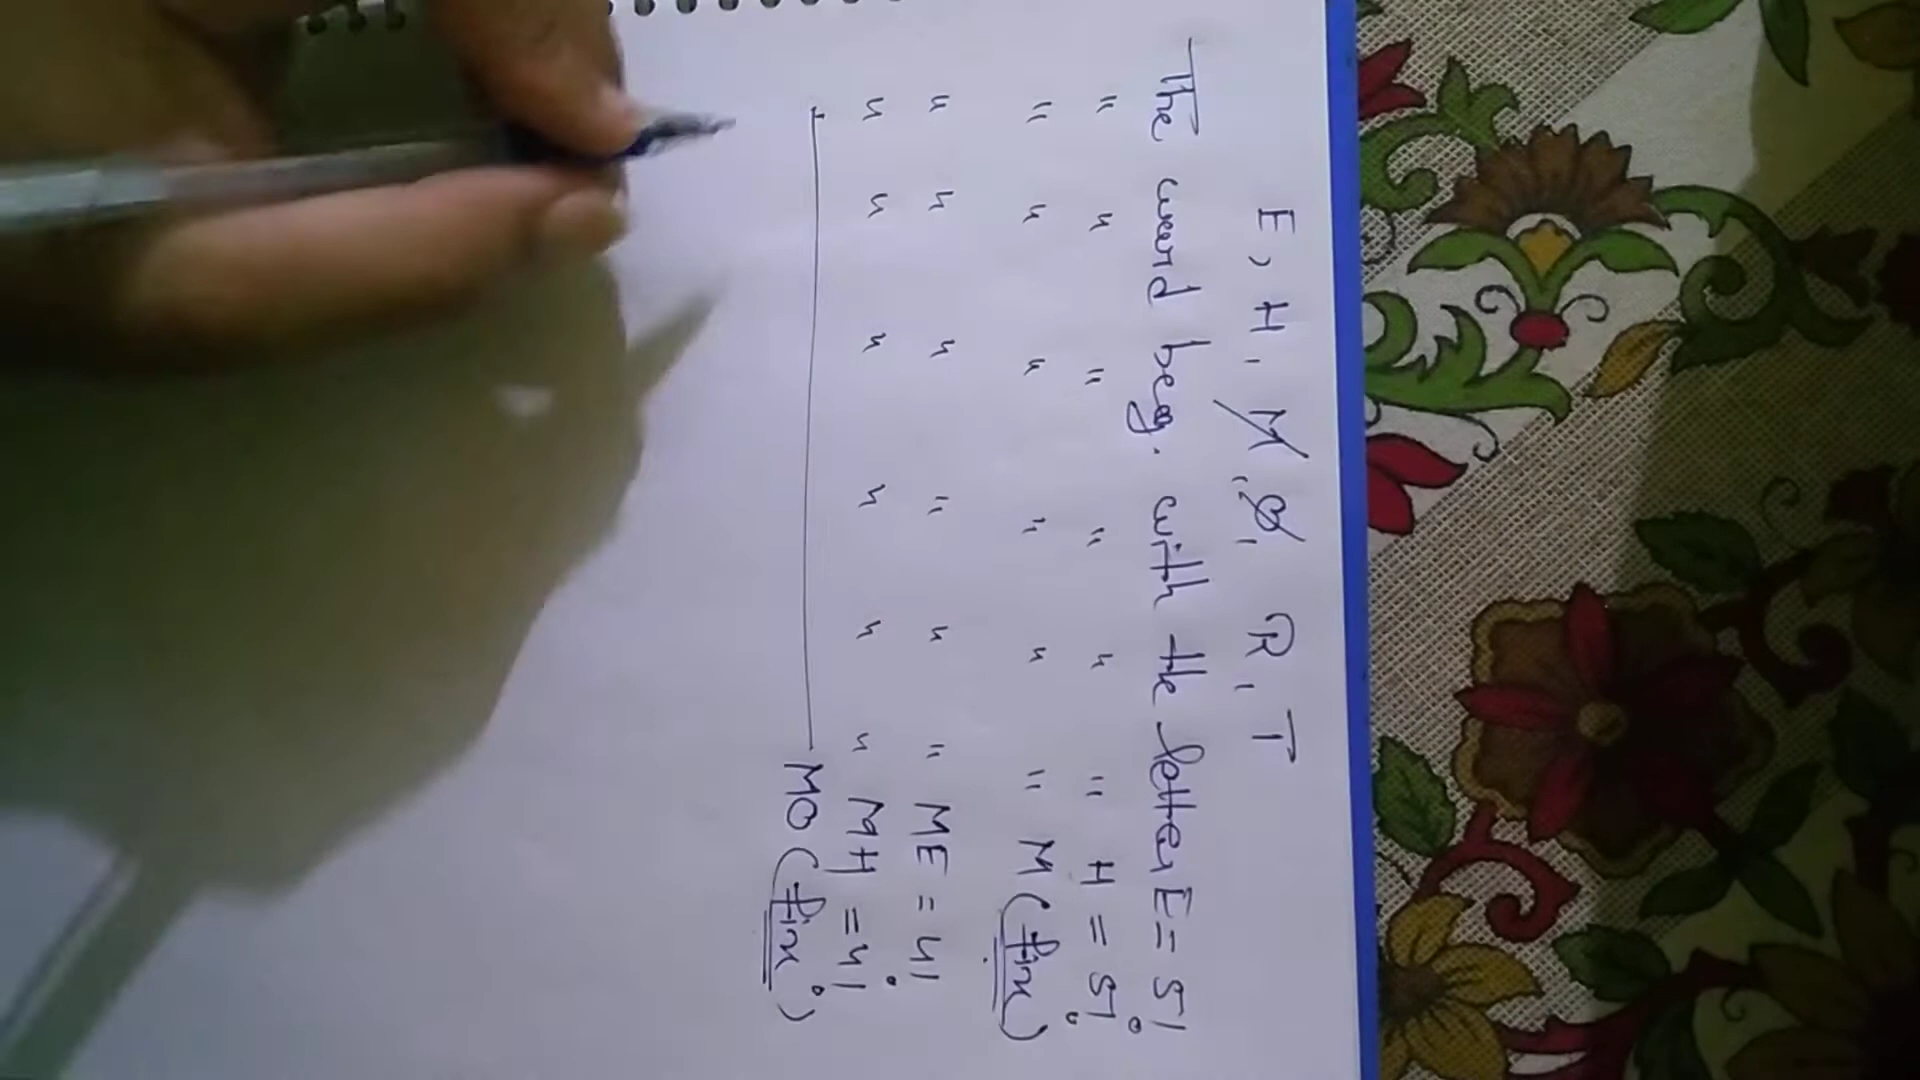 E, H, M, O, R, T
The word beg. with the letter E = 5!
" " " " " " H = 5!
" " " " " " M (fix)
" " " " " " ME = 4!
" " " " " " MH = 4!
" MO (fix)